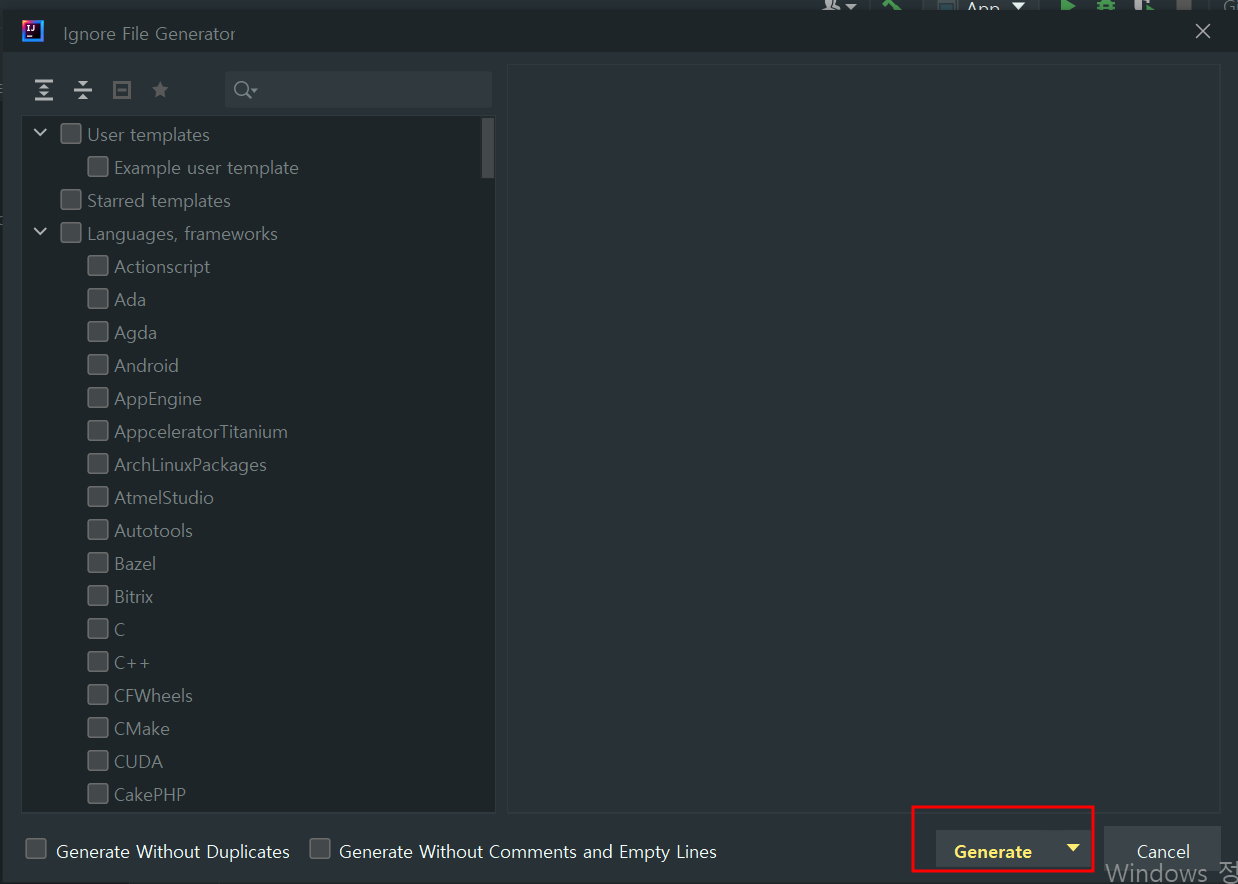 App
IJ
Ignore File Generator
User templates
Example user template
Starred templates
Languages, frameworks
Actionscript
Ada
Agda
Android
AppEngine
AppceleratorTitanium
ArchLinuxPackages
AtmelStudio
Autotools
Bazel
Bitrix
C
C++
CFWheels
CMake
CUDA
CakePHP
Generate Without Duplicates
Generate Without Comments and Empty Lines
Generate
Cancel
Windows 정